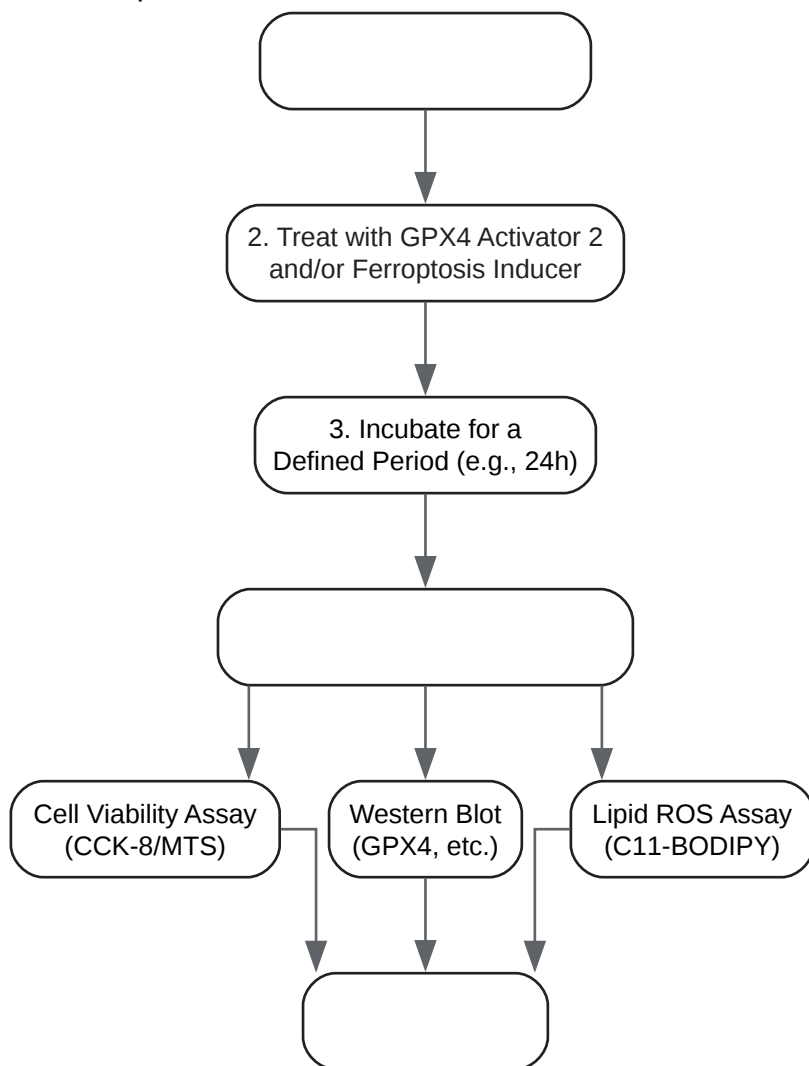 2. Treat with GPX4 Activator 2
and/or Ferroptosis Inducer
3. Incubate for a
Defined Period (e.g., 24h)
Cell Viability Assay
(CCK-8/MTS)
Western Blot
(GPX4, etc.)
Lipid ROS Assay
(C11-BODIPY)